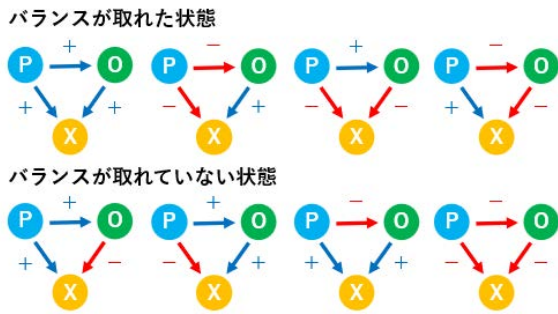 バランスが取れた状態
+ − + −
P O P O P O P O
+ + − + − − + −
X X X X
バランスが取れていない状態
+ + − −
P O P O P O P O
+ − − + + + − −
X X X X